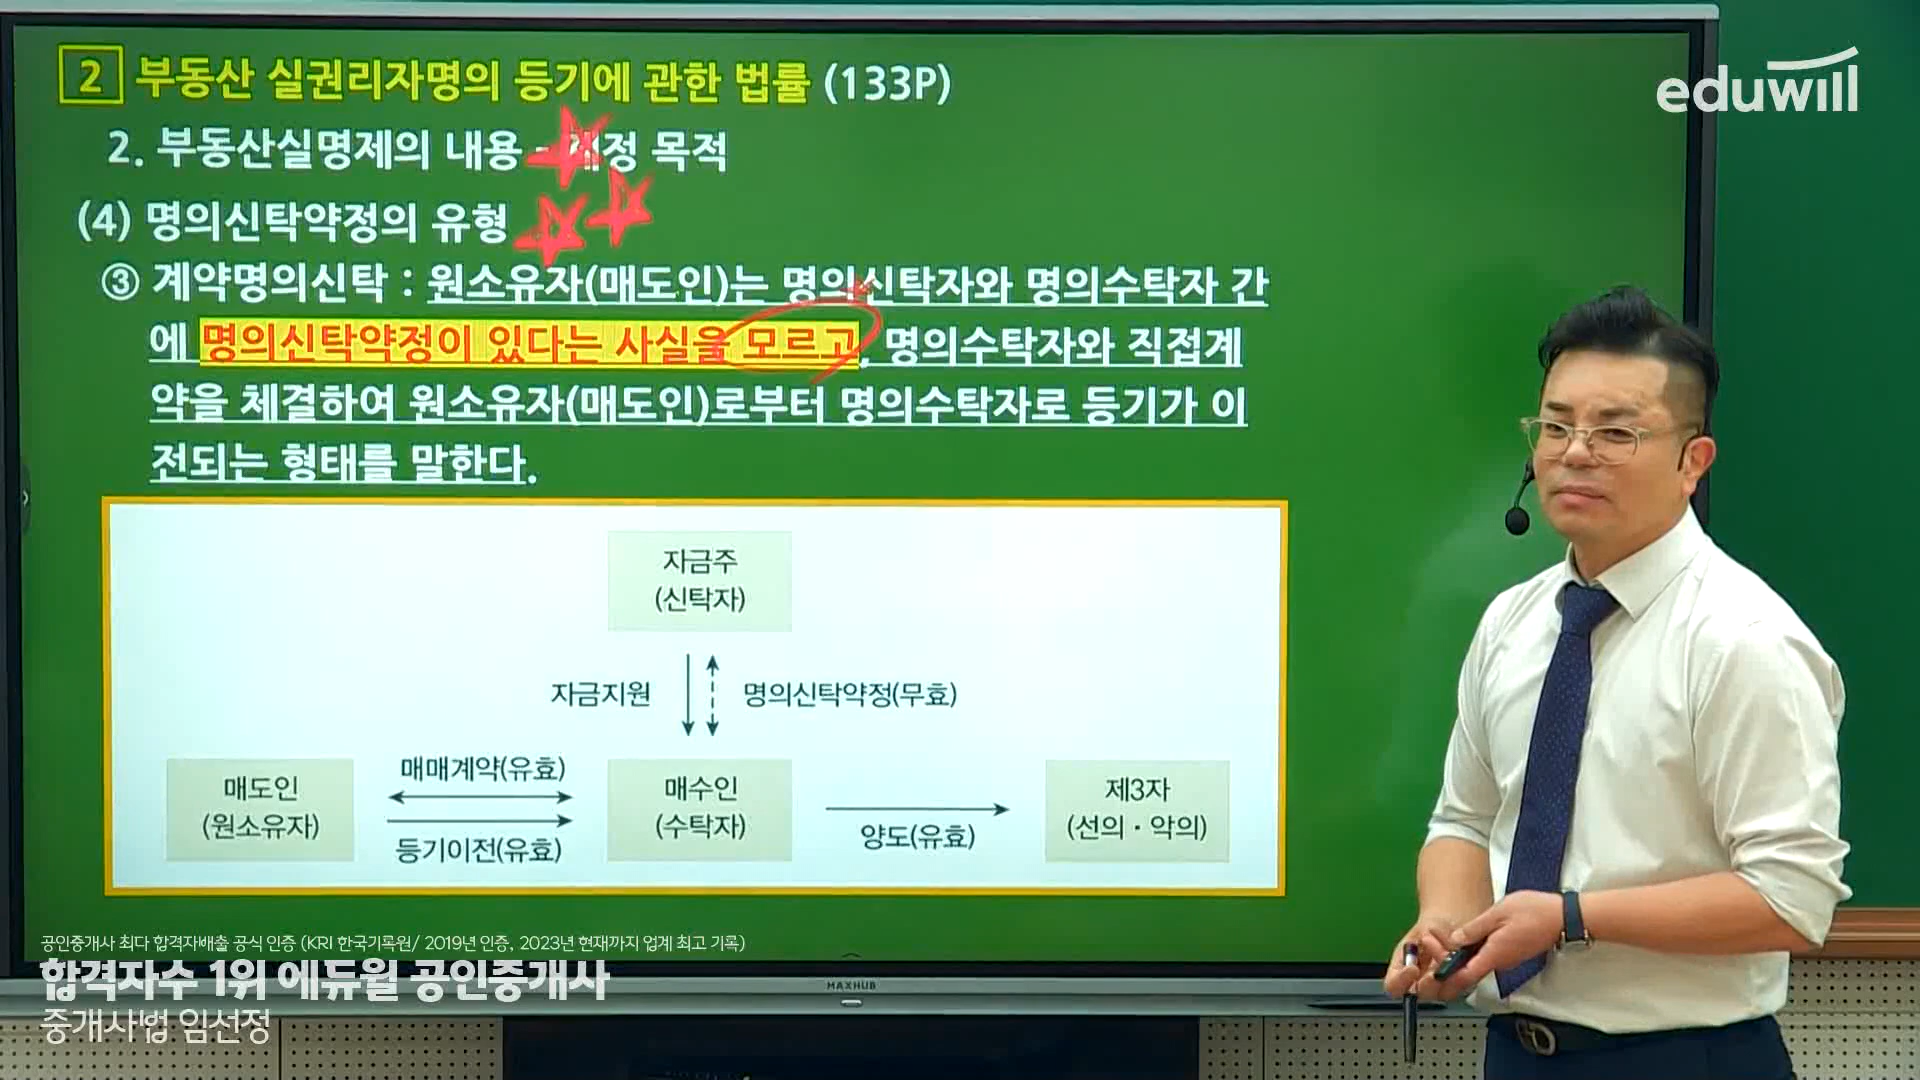 2 부동산 실권리자명의 등기에 관한 법률 (133P)
eduwill
2. 부동산실명제의 내용 - 정 목적
(4) 명의신탁약정의 유형
③ 계약명의신탁 : 원소유자(매도인)는 명의신탁자와 명의수탁자 간
에 명의신탁약정이 있다는 사실을 모르고, 명의수탁자와 직접계
약을 체결하여 원소유자(매도인)로부터 명의수탁자로 등기가 이
전되는 형태를 말한다.
자금주
(신탁자)
자금지원
명의신탁약정(무효)
매도인
(원소유자)
매매계약(유효)
등기이전(유효)
매수인
(수탁자)
양도(유효)
제3자
(선의·악의)
공인중개사 최다 합격자배출 공식 인증 (KRI 한국기록원/ 2019년 인증, 2023년 현재까지 업계 최고 기록)
합격자수 1위 에듀윌 공인중개사
중개사법 임선정
MAXHUB